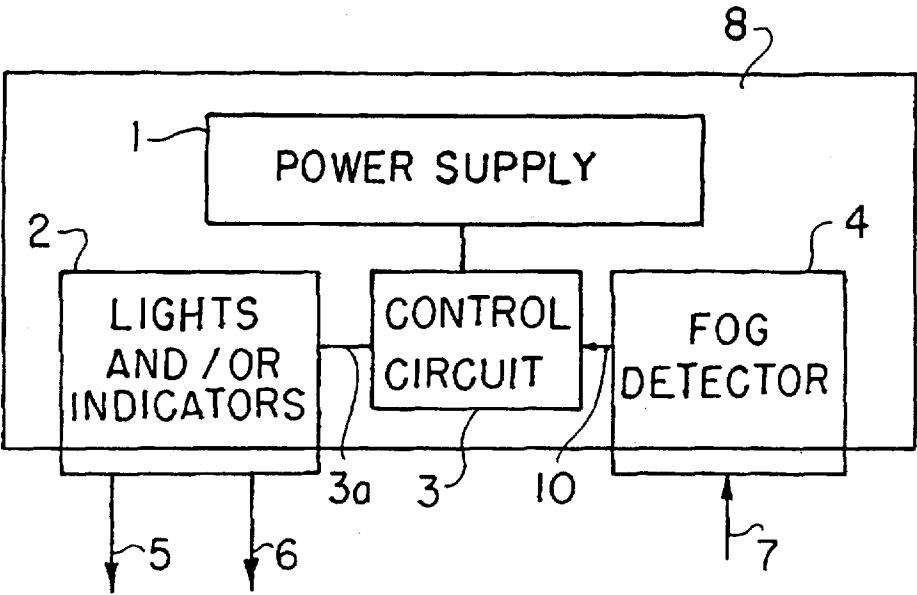 8
1
POWER SUPPLY
2
4
LIGHTS
AND / OR
INDICATORS
CONTROL
CIRCUIT
FOG
DETECTOR
3a
3
10
5
6
7